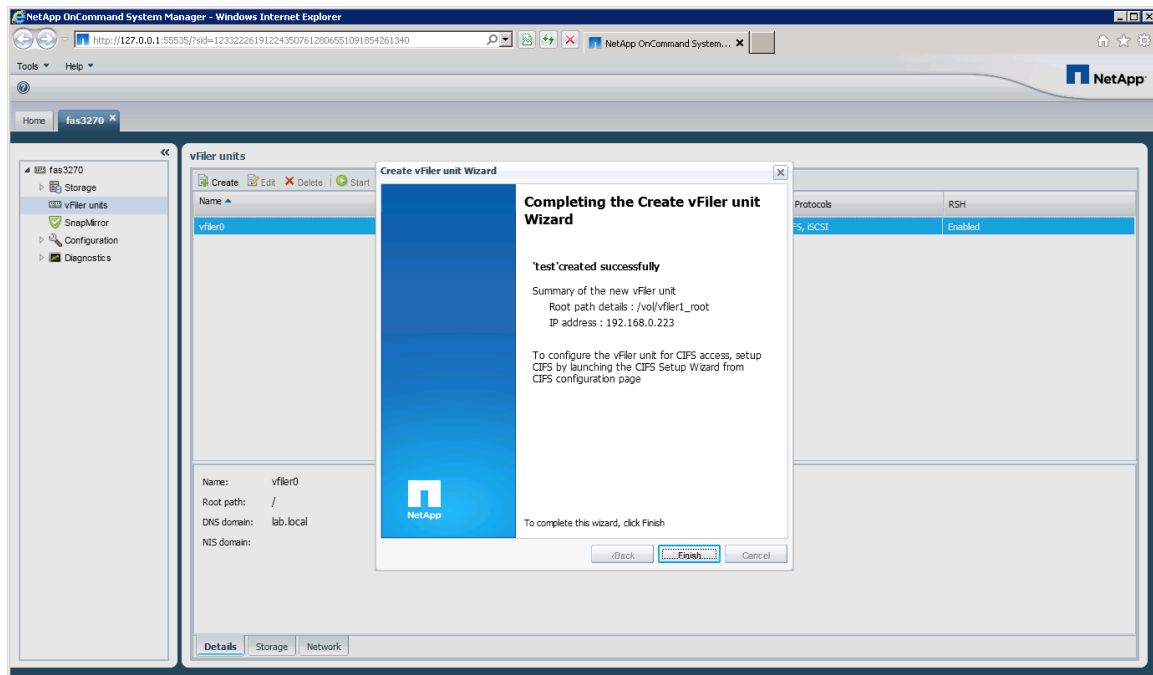 NetApp OnCommand System Manager - Windows Internet Explorer
http://127.0.0.1:55535/?sid=12332226191224350761280655109185426134​0
NetApp OnCommand System...
Tools Help
NetApp
Home fas3270
vFiler units
fas3270
Storage
vFiler units
SnapMirror
Configuration
Diagnostics
Create Edit Delete Start
Name Protocols RSH
vfiler0 FS, iSCSI Enabled
Create vFiler unit Wizard
Completing the Create vFiler unit
Wizard
'test'created successfully
Summary of the new vFiler unit
Root path details : /vol/vfiler1_root
IP address : 192.168.0.223
To configure the vFiler unit for CIFS access, setup
CIFS by launching the CIFS Setup Wizard from
CIFS configuration page
NetApp
To complete this wizard, click Finish
<Back Finish Cancel
Name: vfiler0
Root path: /
DNS domain: lab.local
NIS domain:
Details Storage Network